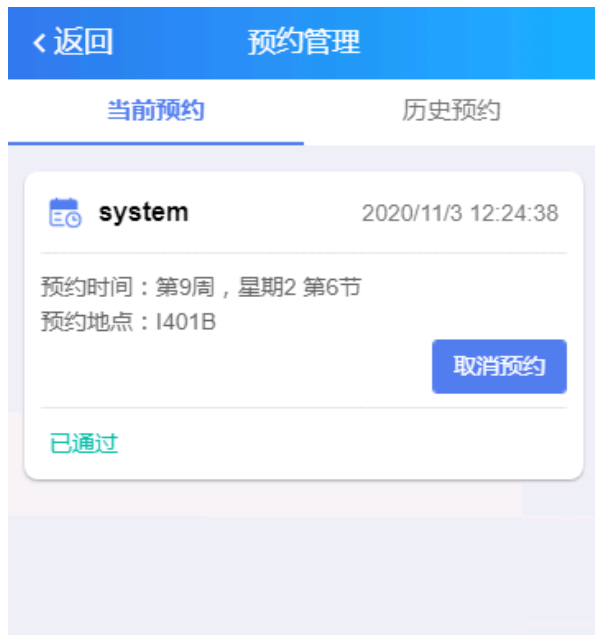 返回 预约管理
当前预约 历史预约
system 2020/11/3 12:24:38
预约时间：第9周，星期2 第6节
预约地点：I401B
取消预约
已通过